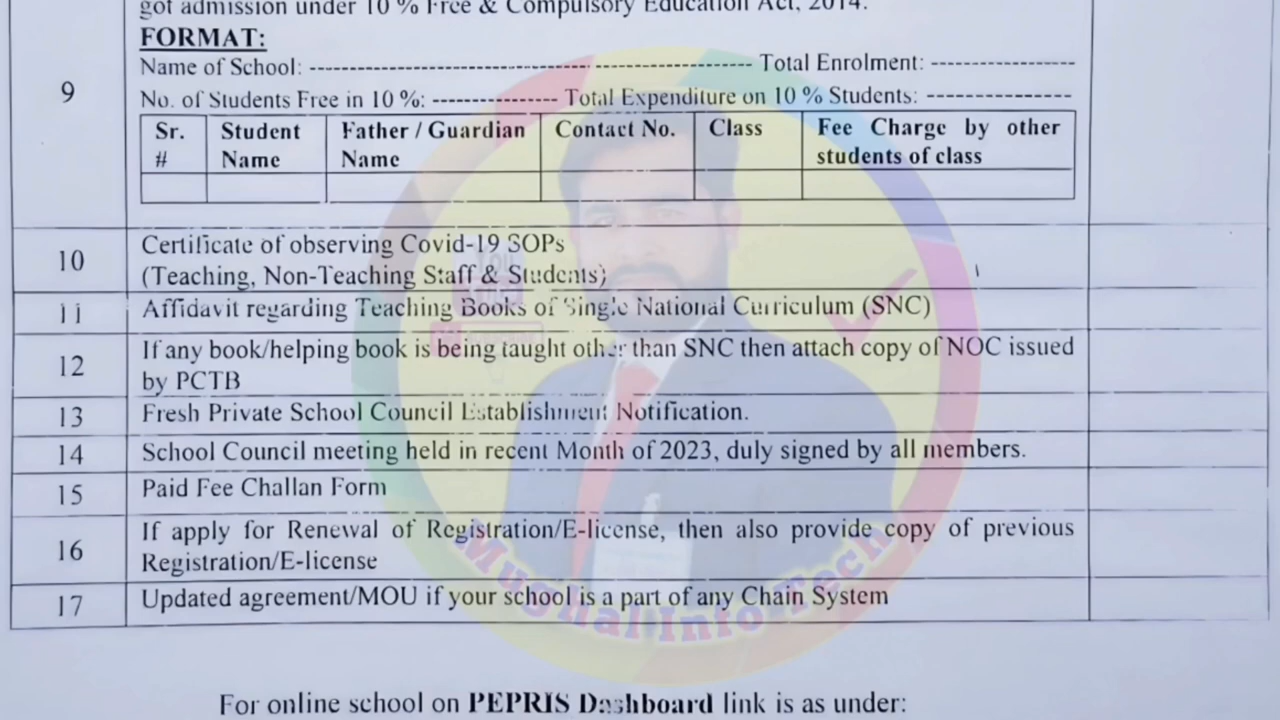 got admission under 10 % Free & Compulsory Education Act, 2014.
FORMAT:
Name of School: ---------------------------------------- ----------------------- Total Enrolment: -----------------
9
No. of Students Free in 10 %: --------------- Total Expenditure on 10 % Students: -----------------
Sr. # Student Name Father / Guardian Name Contact No. Class Fee Charge by other students of class
10 Certificate of observing Covid-19 SOPs
(Teaching, Non-Teaching Staff & Students)
11 Affidavit regarding Teaching Books of Single National Curriculum (SNC)
12 If any book/helping book is being taught other than SNC then attach copy of NOC issued
by PCTB
13 Fresh Private School Council Establishment Notification.
14 School Council meeting held in recent Month of 2023, duly signed by all members.
15 Paid Fee Challan Form
16 If apply for Renewal of Registration/E-license, then also provide copy of previous
Registration/E-license
17 Updated agreement/MOU if your school is a part of any Chain System
Mughal Info Tech
For online school on PEPRIS Dashboard link is as under: